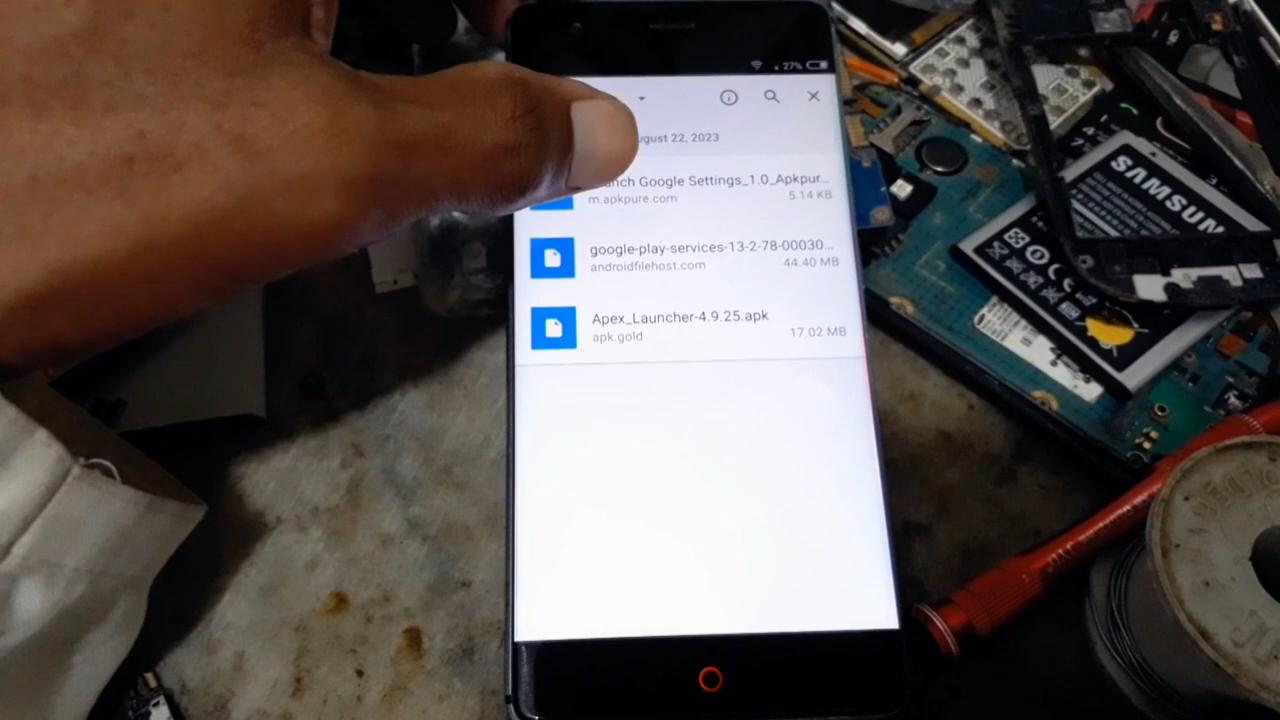 27%
ugust 22, 2023
nch Google Settings_1.0_Apkpur...
m.apkpure.com 5.14 KB
google-play-services-13-2-78-00030...
androidfilehost.com 44.40 MB
Apex_Launcher-4.9.25.apk
apk.gold 17.02 MB
SAMSUNG